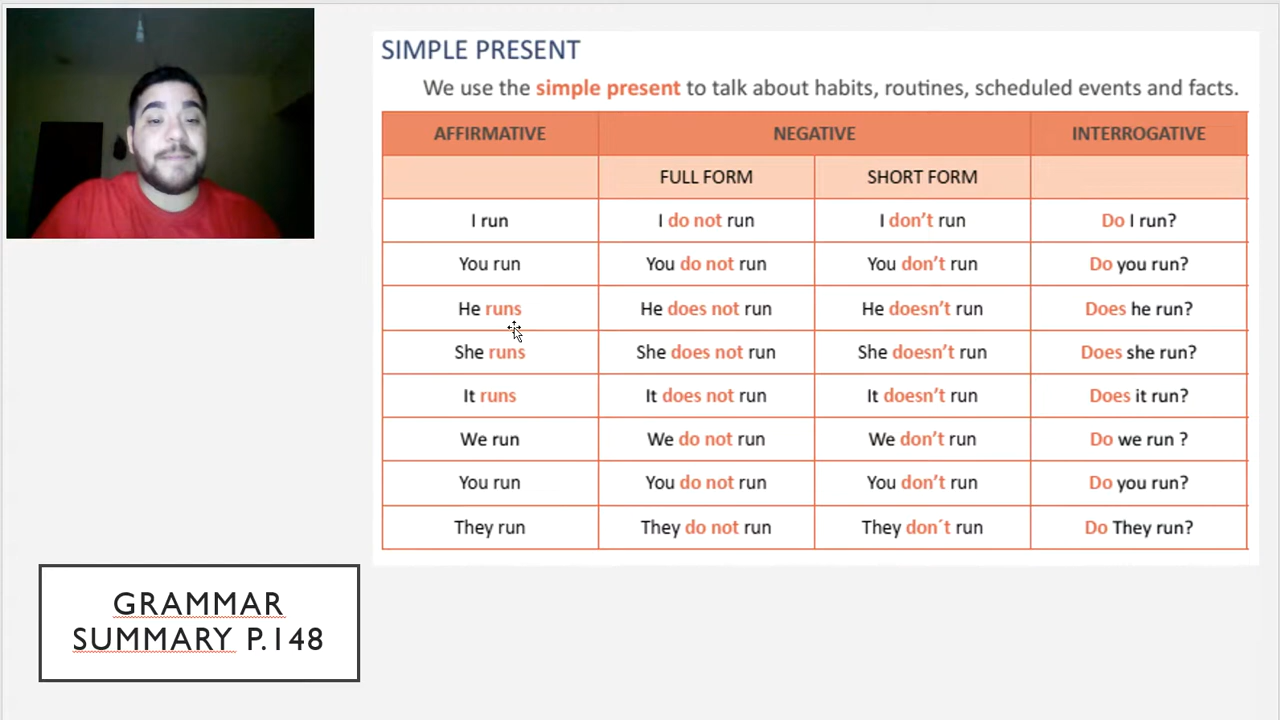 SIMPLE PRESENT
We use the simple present to talk about habits, routines, scheduled events and facts.
AFFIRMATIVE NEGATIVE INTERROGATIVE
FULL FORM SHORT FORM
I run I do not run I don’t run Do I run?
You run You do not run You don’t run Do you run?
He runs He does not run He doesn’t run Does he run?
She runs She does not run She doesn’t run Does she run?
It runs It does not run It doesn’t run Does it run?
We run We do not run We don’t run Do we run ?
You run You do not run You don’t run Do you run?
They run They do not run They don´t run Do They run?
GRAMMAR
SUMMARY P.148